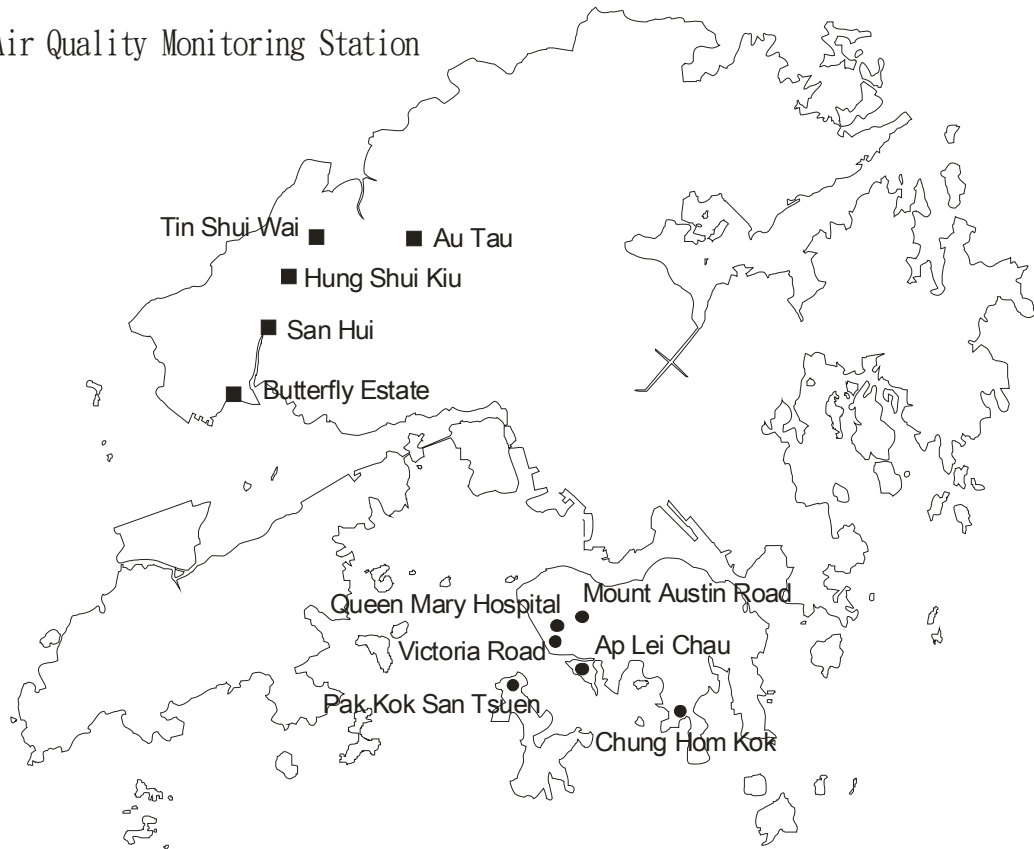 Air Quality Monitoring Station
Tin Shui Wai
Au Tau
Hung Shui Kiu
San Hui
Butterfly Estate
Mount Austin Road
Queen Mary Hospital
Ap Lei Chau
Victoria Road
Pak Kok San Tsuen
Chung Hom Kok